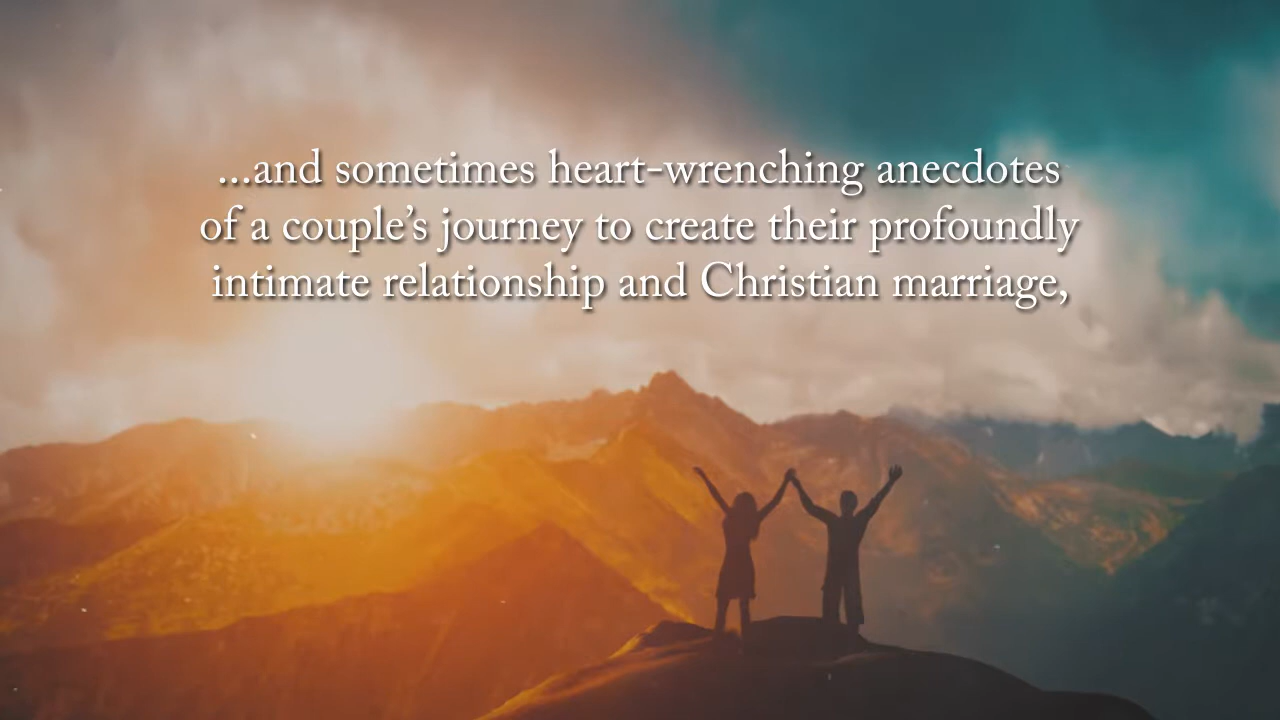 ...and sometimes heart-wrenching anecdotes
of a couple’s journey to create their profoundly
intimate relationship and Christian marriage,